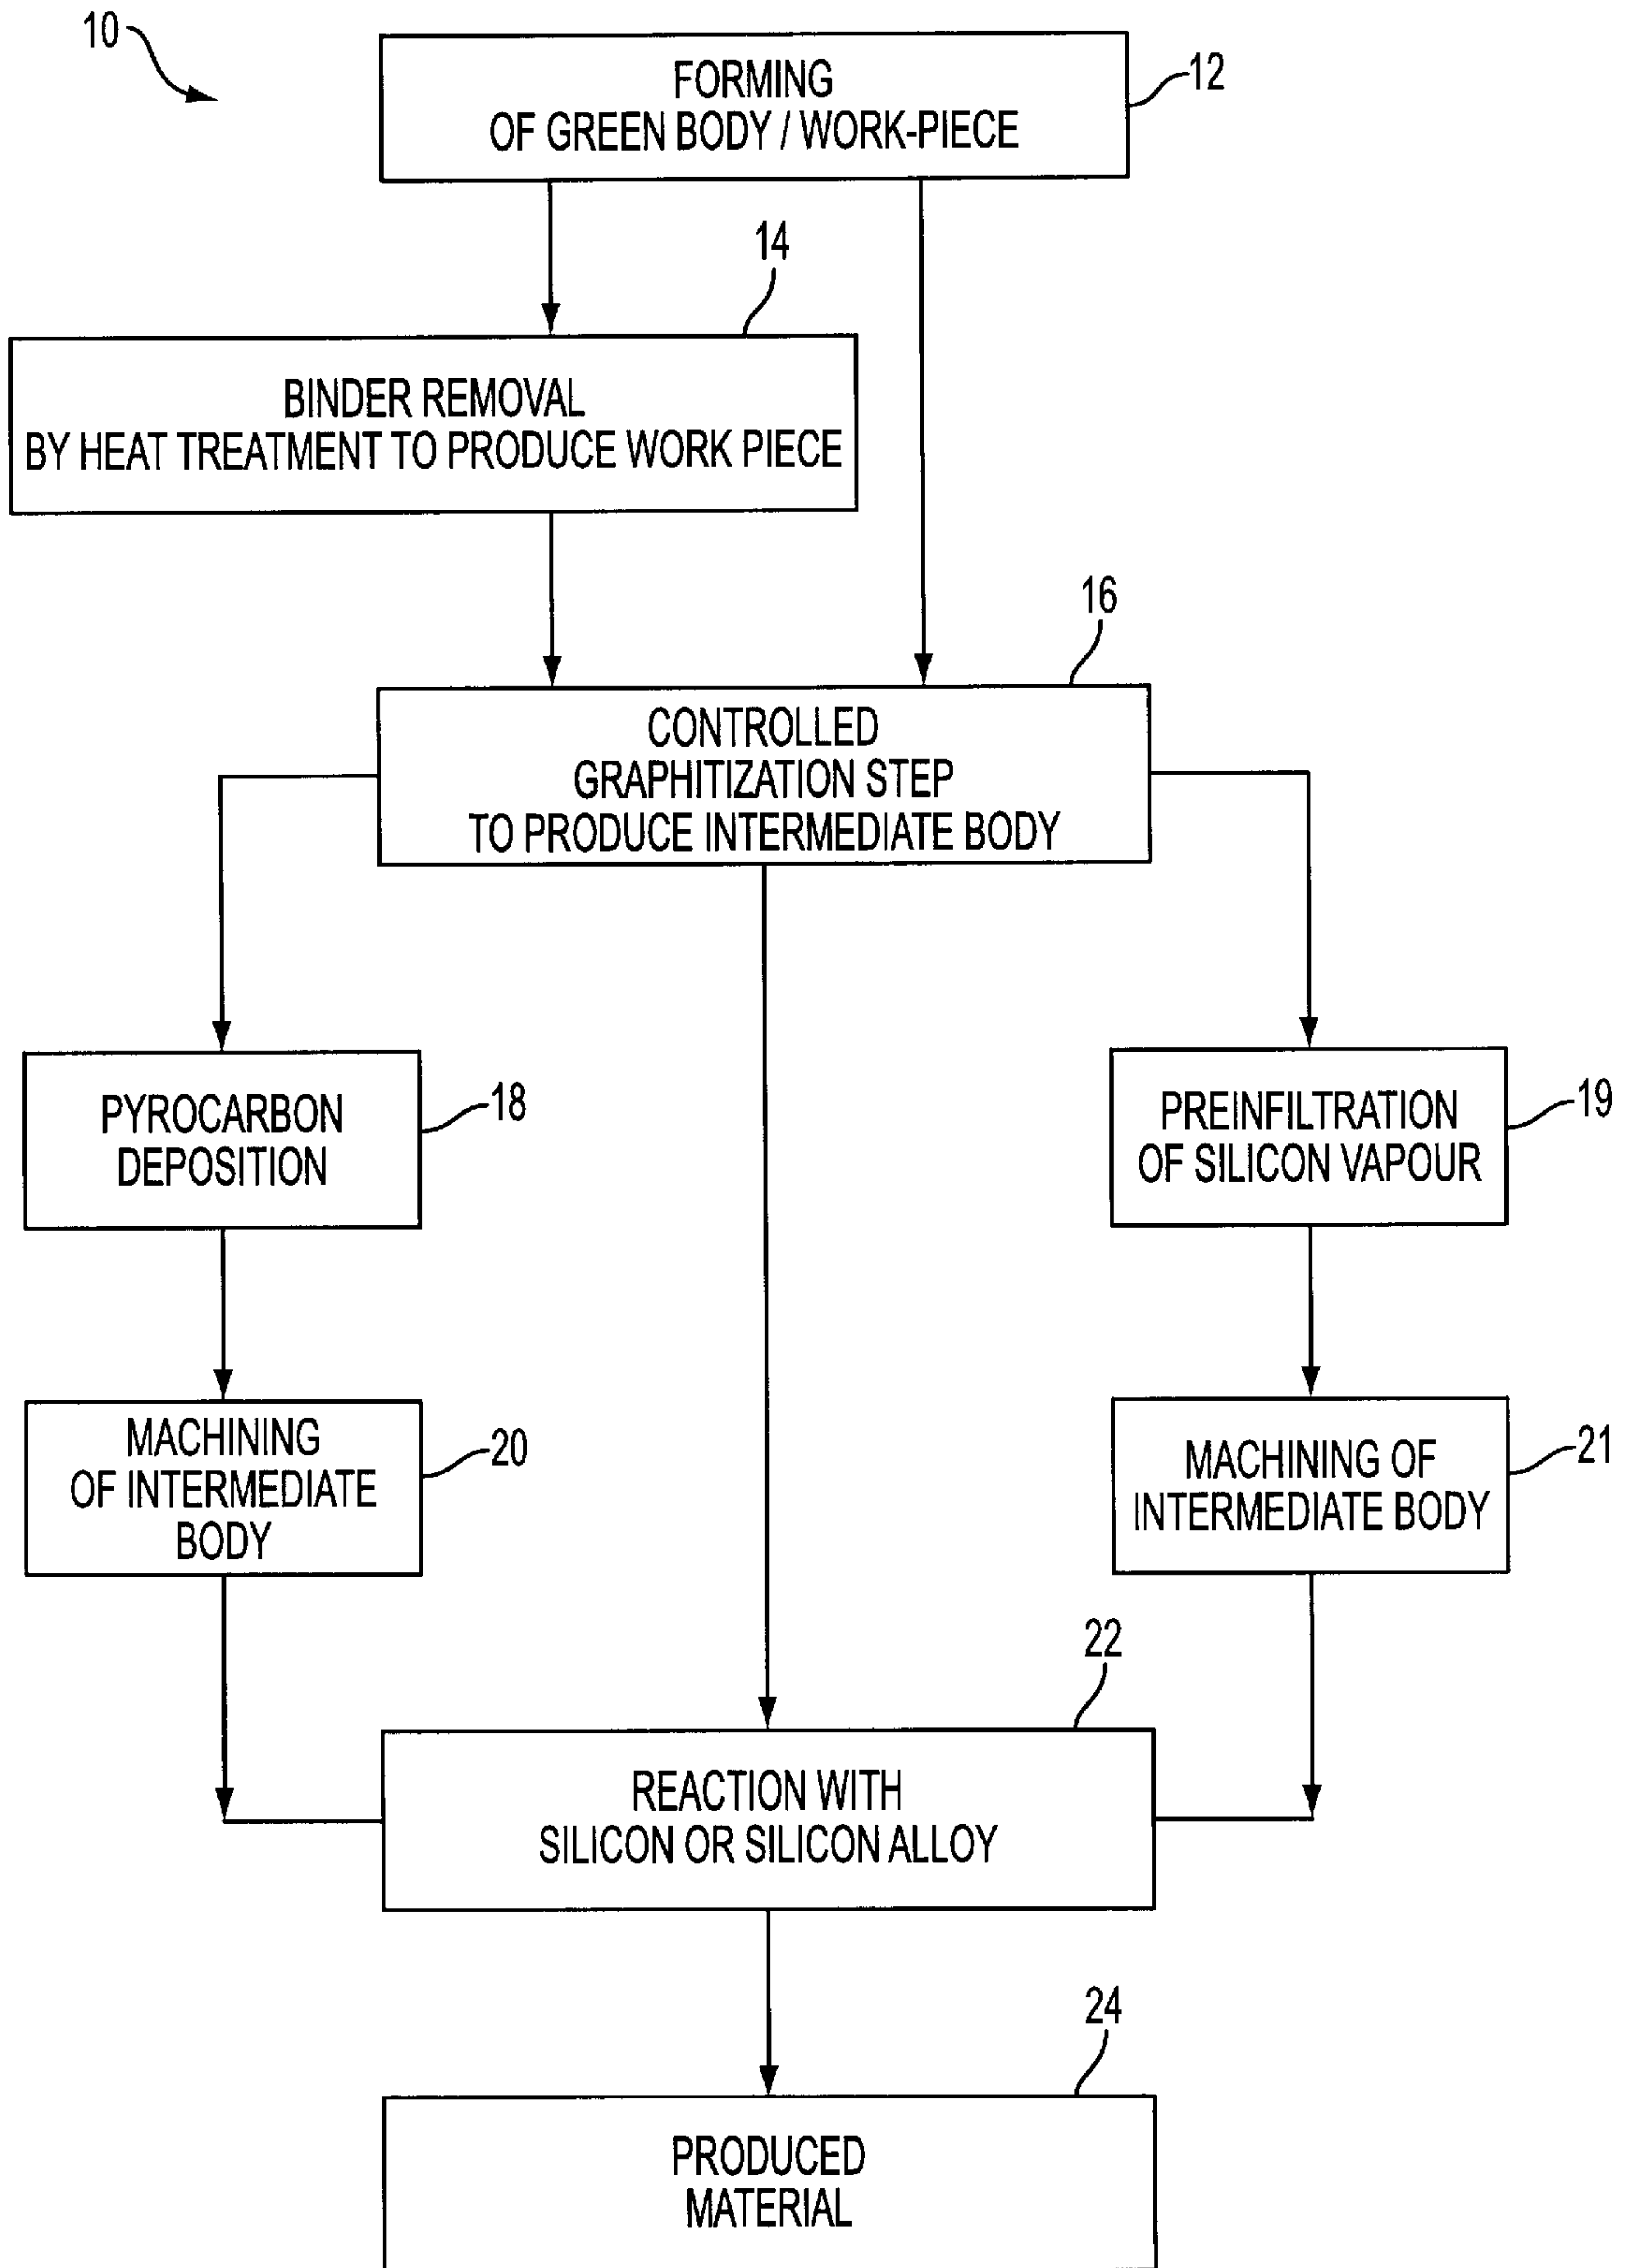 10
FORMING
OF GREEN BODY / WORK-PIECE
12
14
BINDER REMOVAL
BY HEAT TREATMENT TO PRODUCE WORK PIECE
16
CONTROLLED
GRAPHITIZATION STEP
TO PRODUCE INTERMEDIATE BODY
PYROCARBON
DEPOSITION
18
PREINFILTRATION
OF SILICON VAPOUR
19
MACHINING
OF INTERMEDIATE
BODY
20
MACHINING OF
INTERMEDIATE BODY
21
22
REACTION WITH
SILICON OR SILICON ALLOY
24
PRODUCED
MATERIAL